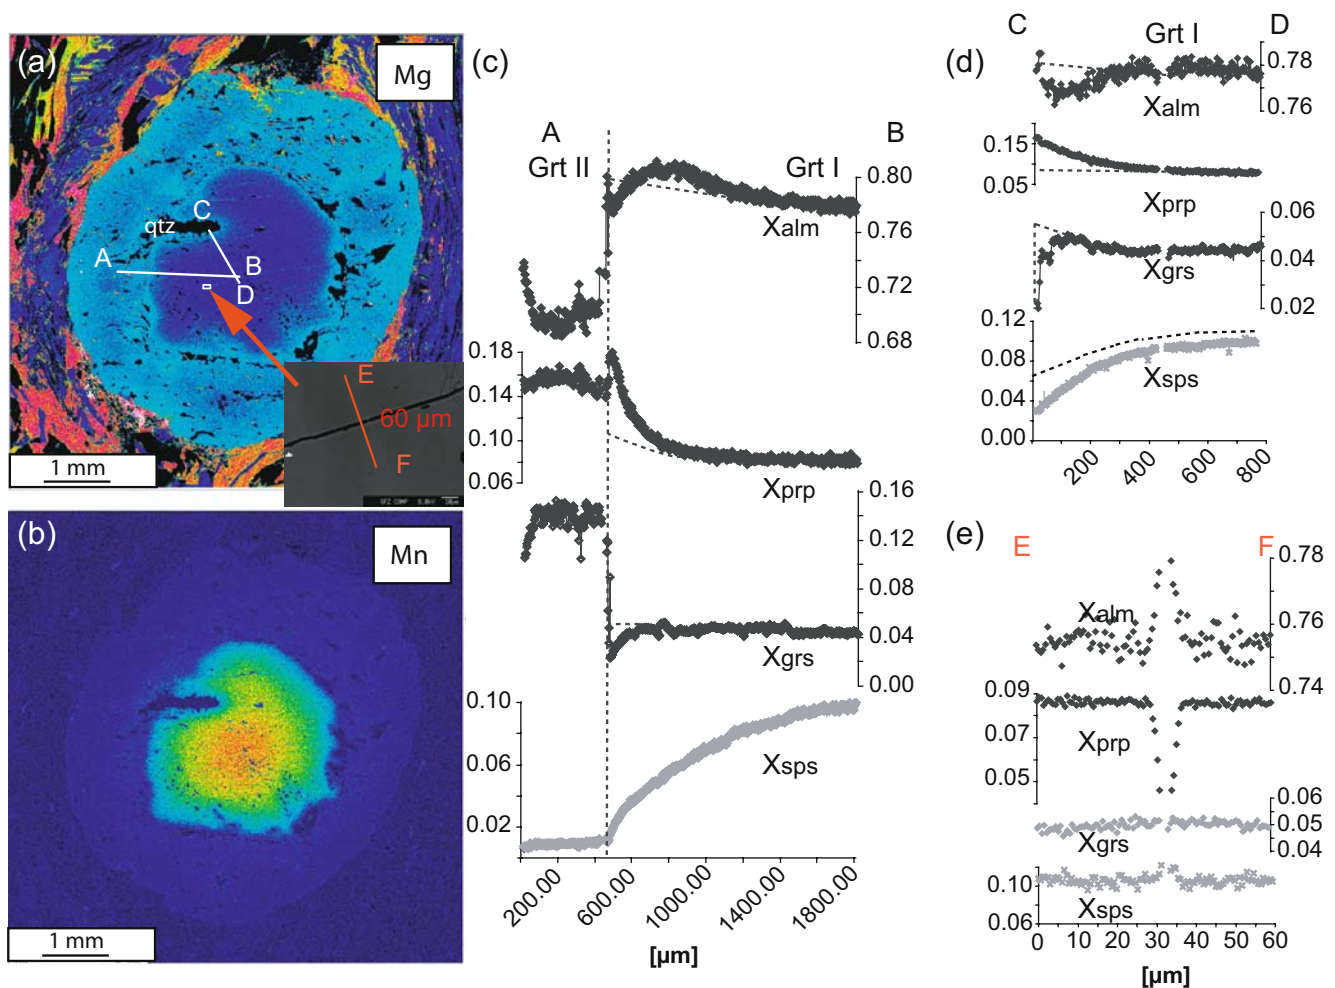 (a)
Mg
qtz
C
A
B
D
E
60 µm
F
1 mm
(b)
Mn
1 mm
(c)
A
B
Grt II
Grt I
0.80
0.76
0.72
0.68
Xalm
0.18
0.14
0.10
0.06
Xprp
0.16
0.12
0.08
0.04
0.00
Xgrs
0.10
0.06
0.02
Xsps
200.00
600.00
1000.00
1400.00
1800.00
[µm]
(d)
C
D
Grt I
0.78
0.76
Xalm
0.15
0.05
Xprp
0.06
0.04
0.02
Xgrs
0.12
0.08
0.04
0.00
Xsps
200
400
600
800
(e)
E
F
0.78
0.76
0.74
Xalm
0.09
0.07
0.05
Xprp
0.06
0.05
0.04
Xgrs
0.10
0.06
Xsps
0
10
20
30
40
50
60
[µm]